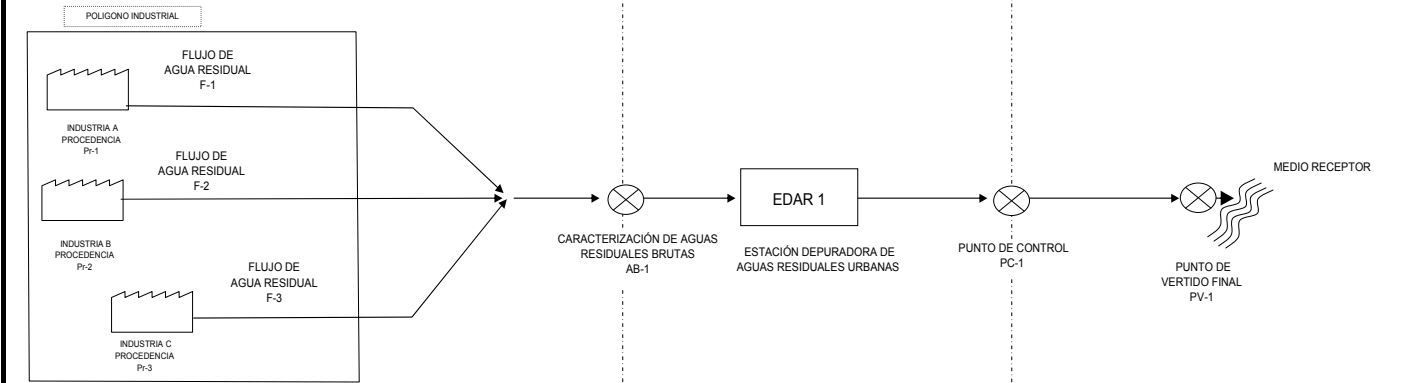 POLIGONO INDUSTRIAL
FLUJO DE
AGUA RESIDUAL
F-1
INDUSTRIA A
PROCEDENCIA
Pr-1
FLUJO DE
AGUA RESIDUAL
F-2
INDUSTRIA B
PROCEDENCIA
Pr-2
FLUJO DE
AGUA RESIDUAL
F-3
INDUSTRIA C
PROCEDENCIA
Pr-3
CARACTERIZACIÓN DE AGUAS
RESIDUALES BRUTAS
AB-1
EDAR 1
ESTACIÓN DEPURADORA DE
AGUAS RESIDUALES URBANAS
PUNTO DE CONTROL
PC-1
MEDIO RECEPTOR
PUNTO DE
VERTIDO FINAL
PV-1